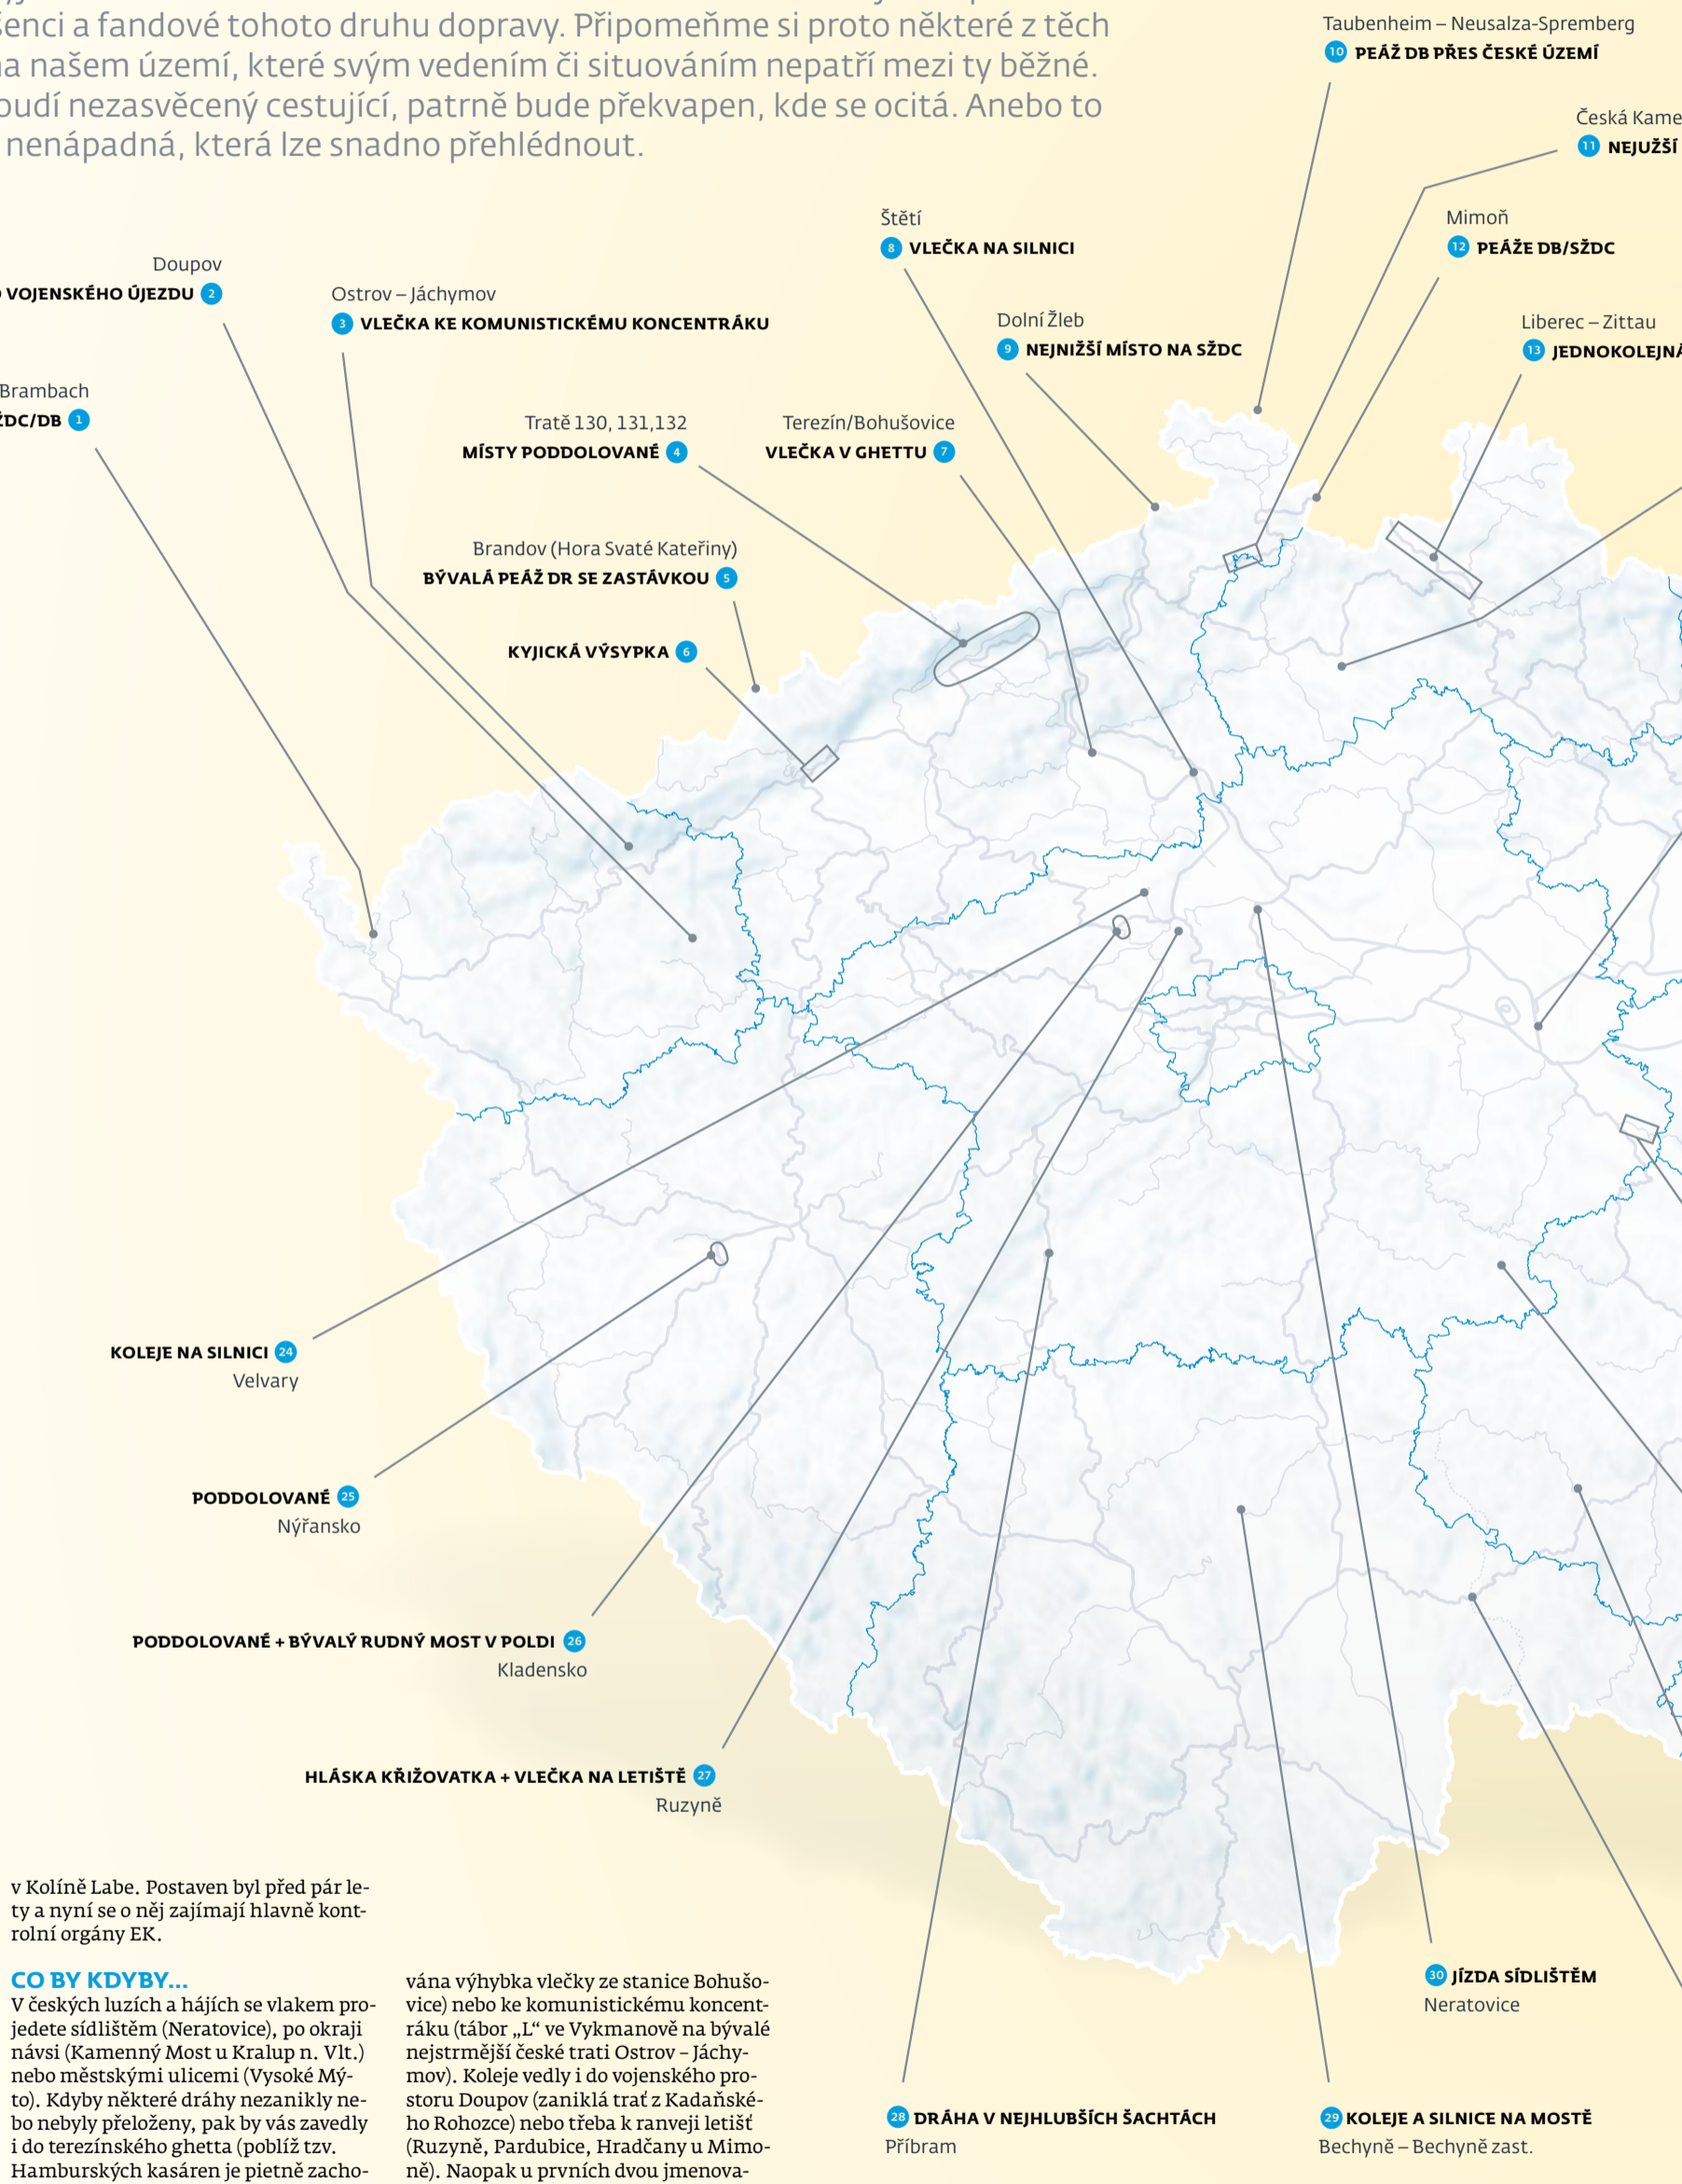 šenci a fandové tohoto druhu dopravy. Připomeňme si proto některé z těch
na našem území, které svým vedením či situováním nepatří mezi ty běžné.
oudí nezasvěcený cestující, patrně bude překvapen, kde se ocitá. Anebo to
nenápadná, která lze snadno přehlédnout.
Taubenheim – Neusalza-Spremberg
10 PEÁŽ DB PŘES ČESKÉ ÚZEMÍ
Česká Kame
11 NEJUŽŠÍ
Štětí
8 VLEČKA NA SILNICI
Mimoň
12 PEÁŽE DB/SŽDC
Doupov
O VOJENSKÉHO ÚJEZDU 2
Ostrov – Jáchymov
3 VLEČKA KE KOMUNISTICKÉMU KONCENTRÁKU
Dolní Žleb
9 NEJNIŽŠÍ MÍSTO NA SŽDC
Liberec – Zittau
13 JEDNOKOLEJNÁ
Brambach
ŽDC/DB 1
Tratě 130, 131,132
MÍSTY PODDOLOVANÉ 4
Terezín/Bohušovice
VLEČKA V GHETTU 7
Brandov (Hora Svaté Kateřiny)
BÝVALÁ PEÁŽ DR SE ZASTÁVKOU 5
KYJICKÁ VÝSYPKA 6
KOLEJE NA SILNICI 24
Velvary
PODDOLOVANÉ 25
Nýřansko
PODDOLOVANÉ + BÝVALÝ RUDNÝ MOST V POLDI 26
Kladensko
HLÁSKA KŘIŽOVATKA + VLEČKA NA LETIŠTĚ 27
Ruzyně
30 JÍZDA SÍDLIŠTĚM
Neratovice
28 DRÁHA V NEJHLUBŠÍCH ŠACHTÁCH
Příbram
29 KOLEJE A SILNICE NA MOSTĚ
Bechyně – Bechyně zast.
v Kolíně Labe. Postaven byl před pár le-
ty a nyní se o něj zajímají hlavně kont-
rolní orgány EK.
CO BY KDYBY...
V českých luzích a hájích se vlakem pro-
jedete sídlištěm (Neratovice), po okraji
návsi (Kamenný Most u Kralup n. Vlt.)
nebo městskými ulicemi (Vysoké Mý-
to). Kdyby některé dráhy nezanikly ne-
bo nebyly přeloženy, pak by vás zavedly
i do terezínského ghetta (poblíž tzv.
Hamburských kasáren je pietně zacho-
vána výhybka vlečky ze stanice Bohušo-
vice) nebo ke komunistickému koncent-
ráku (tábor „L“ ve Vykmanově na bývalé
nejstrmější české trati Ostrov – Jáchy-
mov). Koleje vedly i do vojenského pro-
storu Doupov (zaniklá trať z Kadaňské-
ho Rohozce) nebo třeba k ranveji letišť
(Ruzyně, Pardubice, Hradčany u Mimo-
ně). Naopak u prvních dvou jmenova-